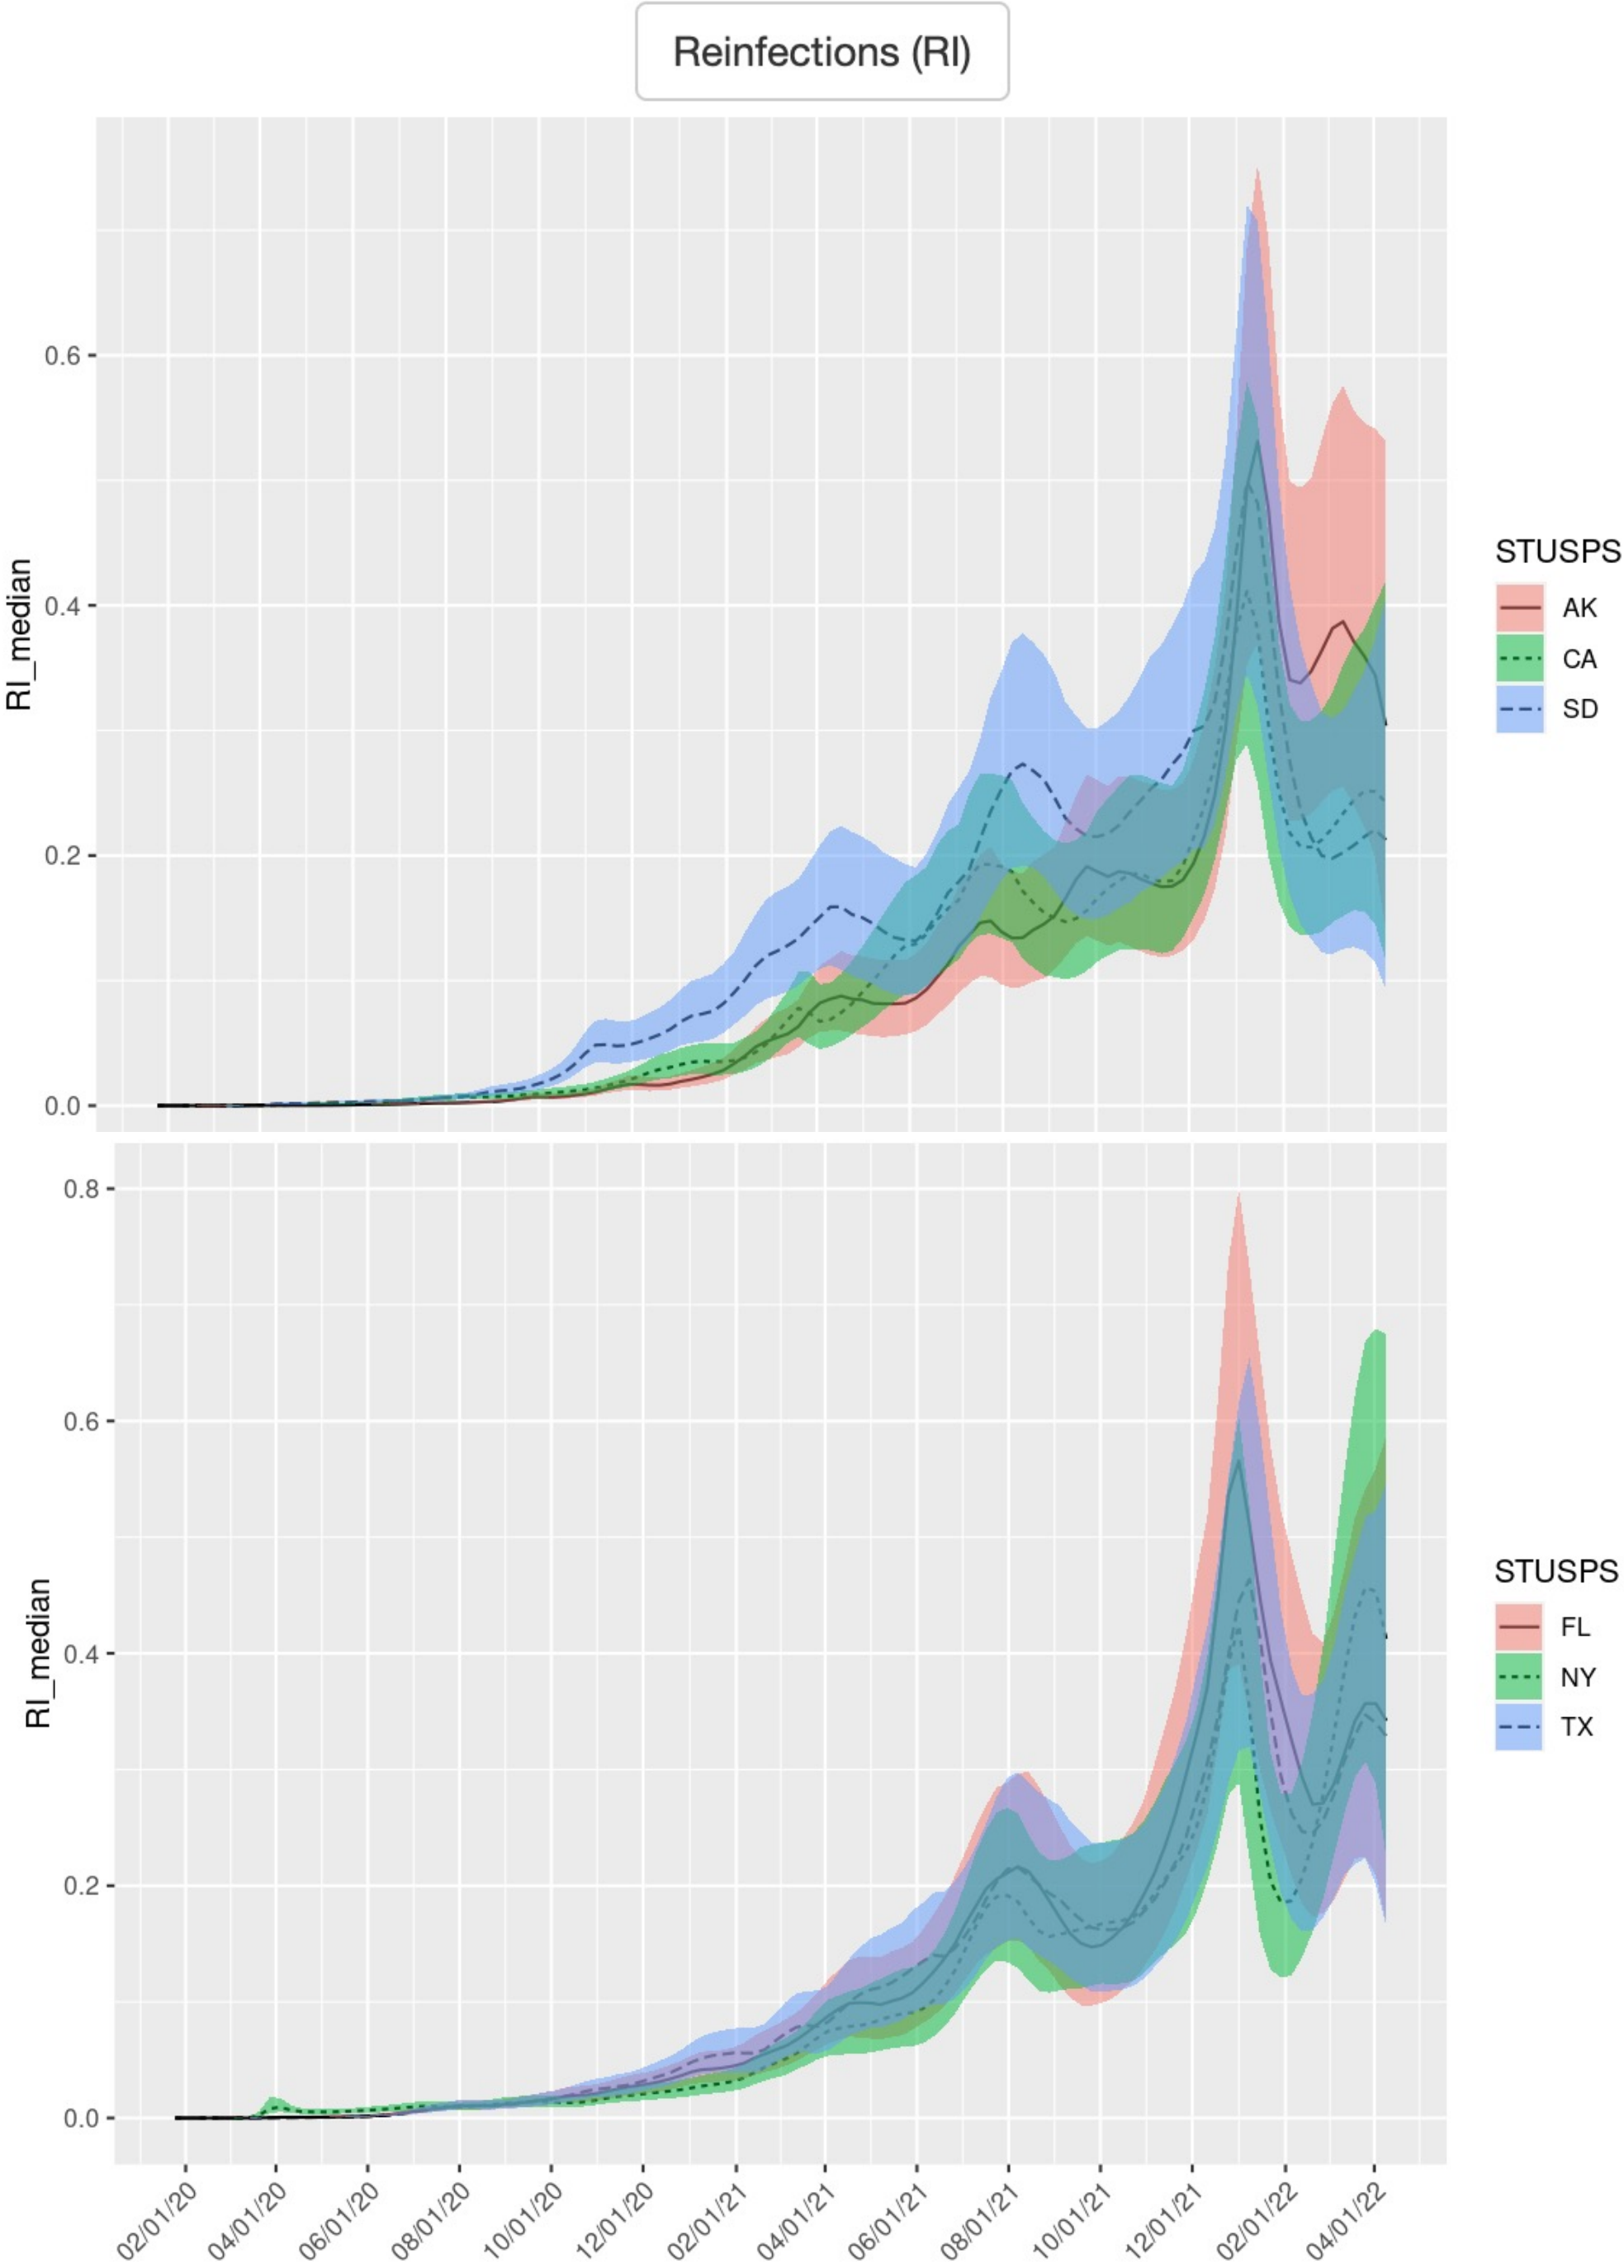 Reinfections (RI)
0.6
0.4
0.2
0.0
RI_median
STUSPS
AK
CA
SD
0.8
0.6
0.4
0.2
0.0
RI_median
STUSPS
FL
NY
TX
02/01/20
04/01/20
06/01/20
08/01/20
10/01/20
12/01/20
02/01/21
04/01/21
06/01/21
08/01/21
10/01/21
12/01/21
02/01/22
04/01/22